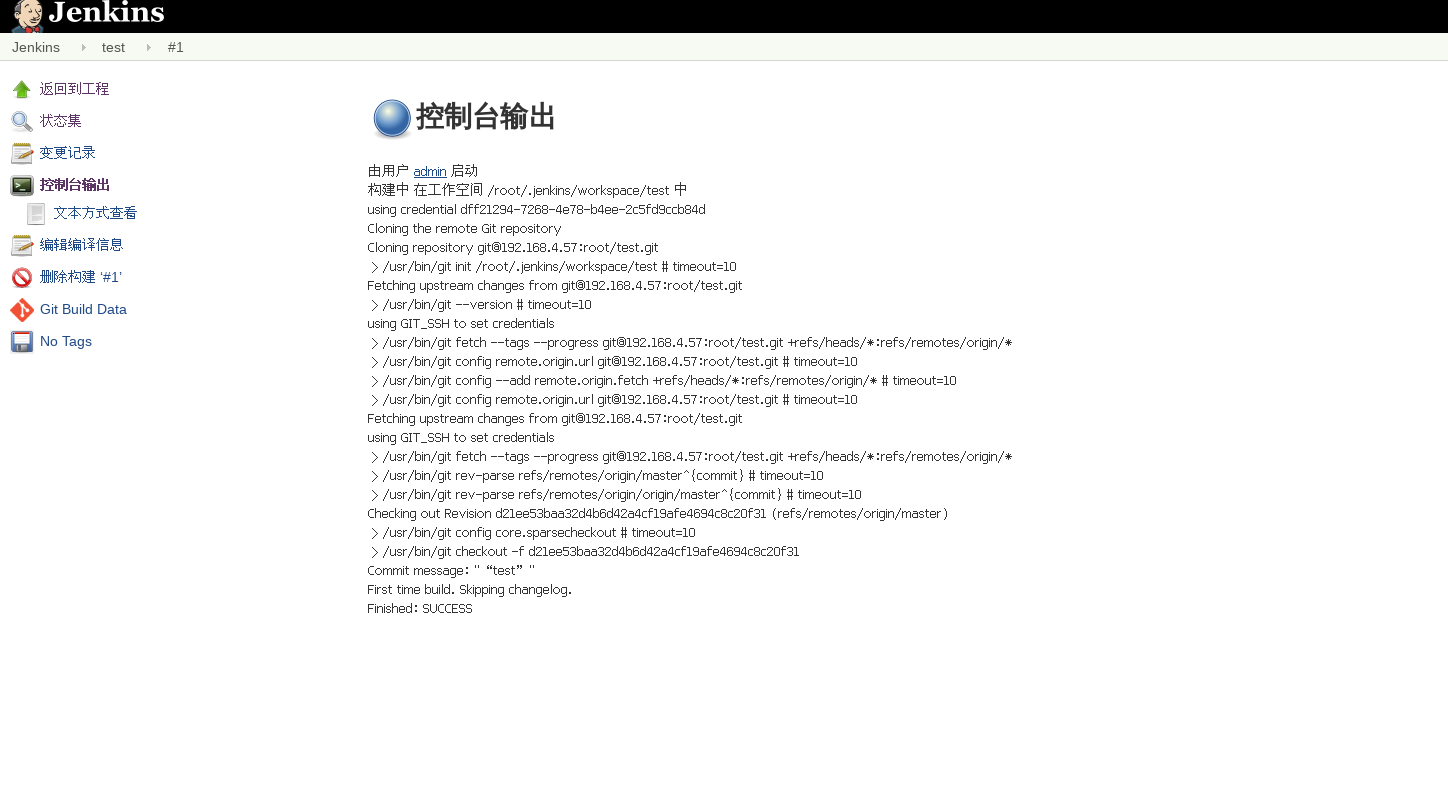 Jenkins
Jenkins test #1
返回到工程
状态集
变更记录
控制台输出
文本方式查看
编辑编译信息
删除构建 ‘#1’
Git Build Data
No Tags
控制台输出
由用户 admin 启动
构建中 在工作空间 /root/.jenkins/workspace/test 中
using credential dff21294-7268-4e78-b4ee-2c5fd9ccb84d
Cloning the remote Git repository
Cloning repository git@192.168.4.57:root/test.git
> /usr/bin/git init /root/.jenkins/workspace/test # timeout=10
Fetching upstream changes from git@192.168.4.57:root/test.git
> /usr/bin/git --version # timeout=10
using GIT_SSH to set credentials
> /usr/bin/git fetch --tags --progress git@192.168.4.57:root/test.git +refs/heads/*:refs/remotes/origin/*
> /usr/bin/git config remote.origin.url git@192.168.4.57:root/test.git # timeout=10
> /usr/bin/git config --add remote.origin.fetch +refs/heads/*:refs/remotes/origin/* # timeout=10
> /usr/bin/git config remote.origin.url git@192.168.4.57:root/test.git # timeout=10
Fetching upstream changes from git@192.168.4.57:root/test.git
using GIT_SSH to set credentials
> /usr/bin/git fetch --tags --progress git@192.168.4.57:root/test.git +refs/heads/*:refs/remotes/origin/*
> /usr/bin/git rev-parse refs/remotes/origin/master^{commit} # timeout=10
> /usr/bin/git rev-parse refs/remotes/origin/origin/master^{commit} # timeout=10
Checking out Revision d21ee53baa32d4b6d42a4cf19afe4694c8c20f31 (refs/remotes/origin/master)
> /usr/bin/git config core.sparsecheckout # timeout=10
> /usr/bin/git checkout -f d21ee53baa32d4b6d42a4cf19afe4694c8c20f31
Commit message: "“test”"
First time build. Skipping changelog.
Finished: SUCCESS